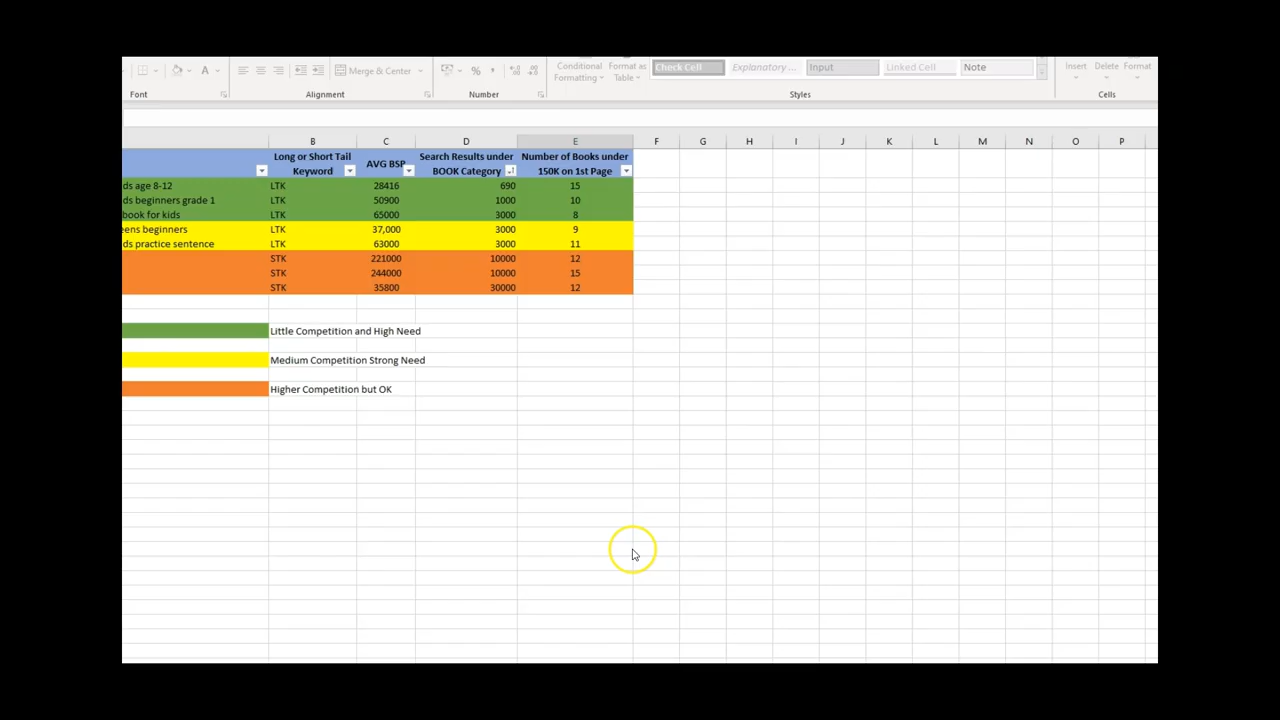 Merge & Center
%
Conditional Formatting
Format as Table
Check Cell
Explanatory ...
Input
Linked Cell
Note
Insert
Delete
Format
Font
Alignment
Number
Styles
Cells
B C D E F G H I J K L M N O P
Long or Short Tail Keyword
AVG BSP
Search Results under BOOK Category
Number of Books under 150K on 1st Page
ds age 8-12 LTK 28416 690 15
ds beginners grade 1 LTK 50900 1000 10
book for kids LTK 65000 3000 8
eens beginners LTK 37,000 3000 9
ds practice sentence LTK 63000 3000 11
STK 221000 10000 12
STK 244000 10000 15
STK 35800 30000 12
Little Competition and High Need
Medium Competition Strong Need
Higher Competition but OK